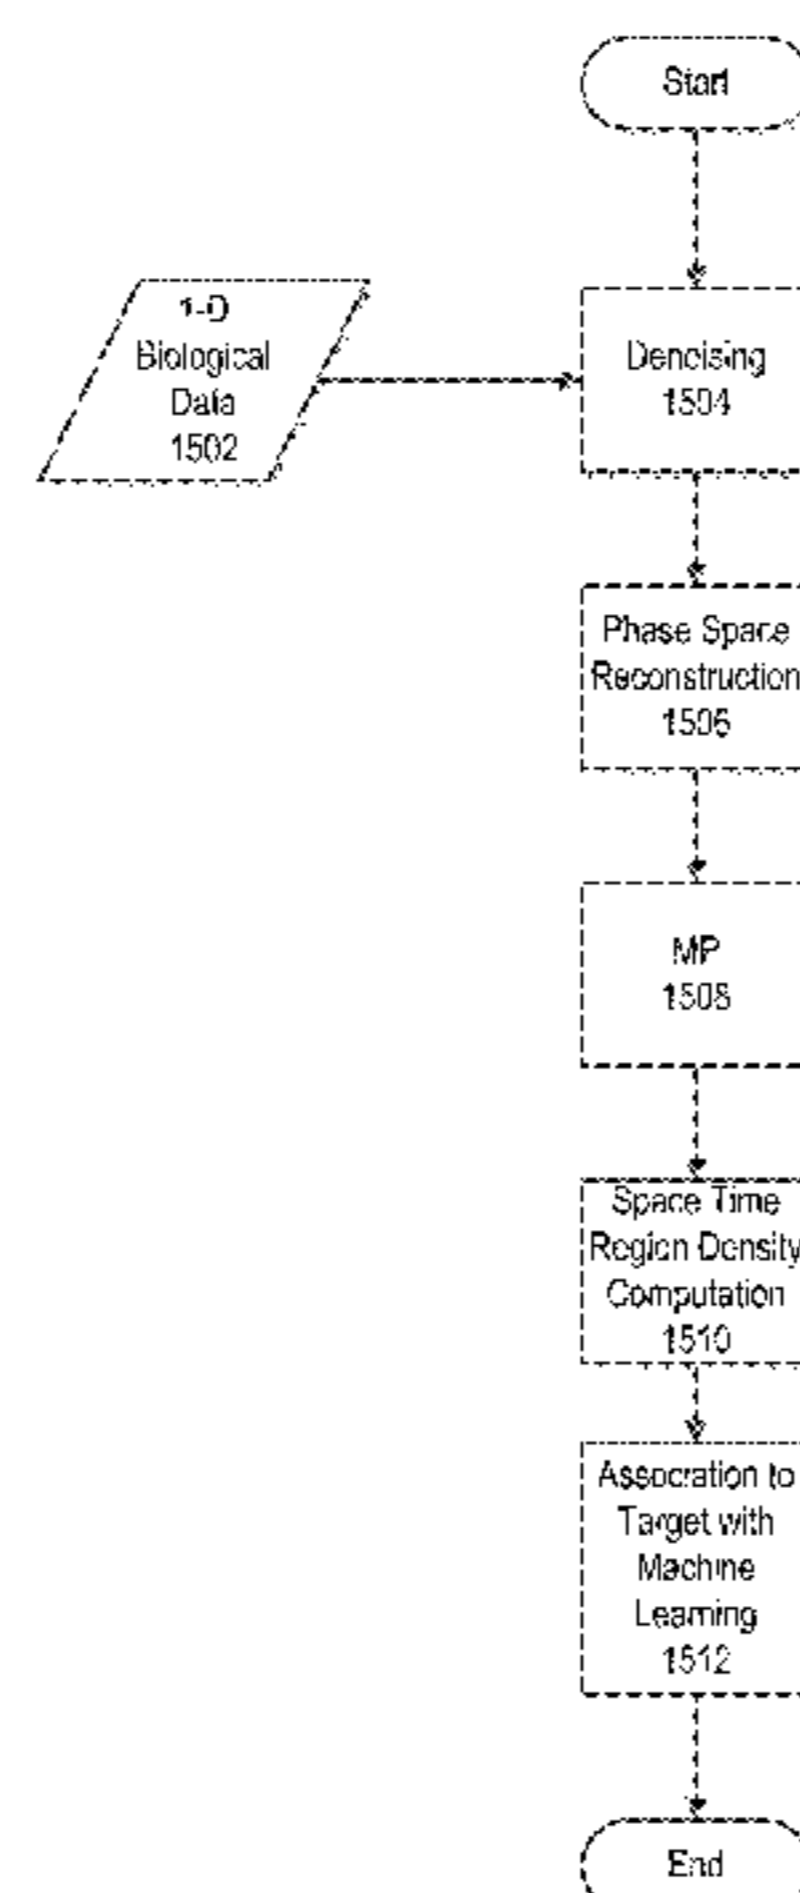 Start
1-D
Biological
Data
1502
Denoising
1504
Phase Space
Reconstruction
1506
MP
1508
Space Time
Region Density
Computation
1510
Association to
Target with
Machine
Learning
1512
End